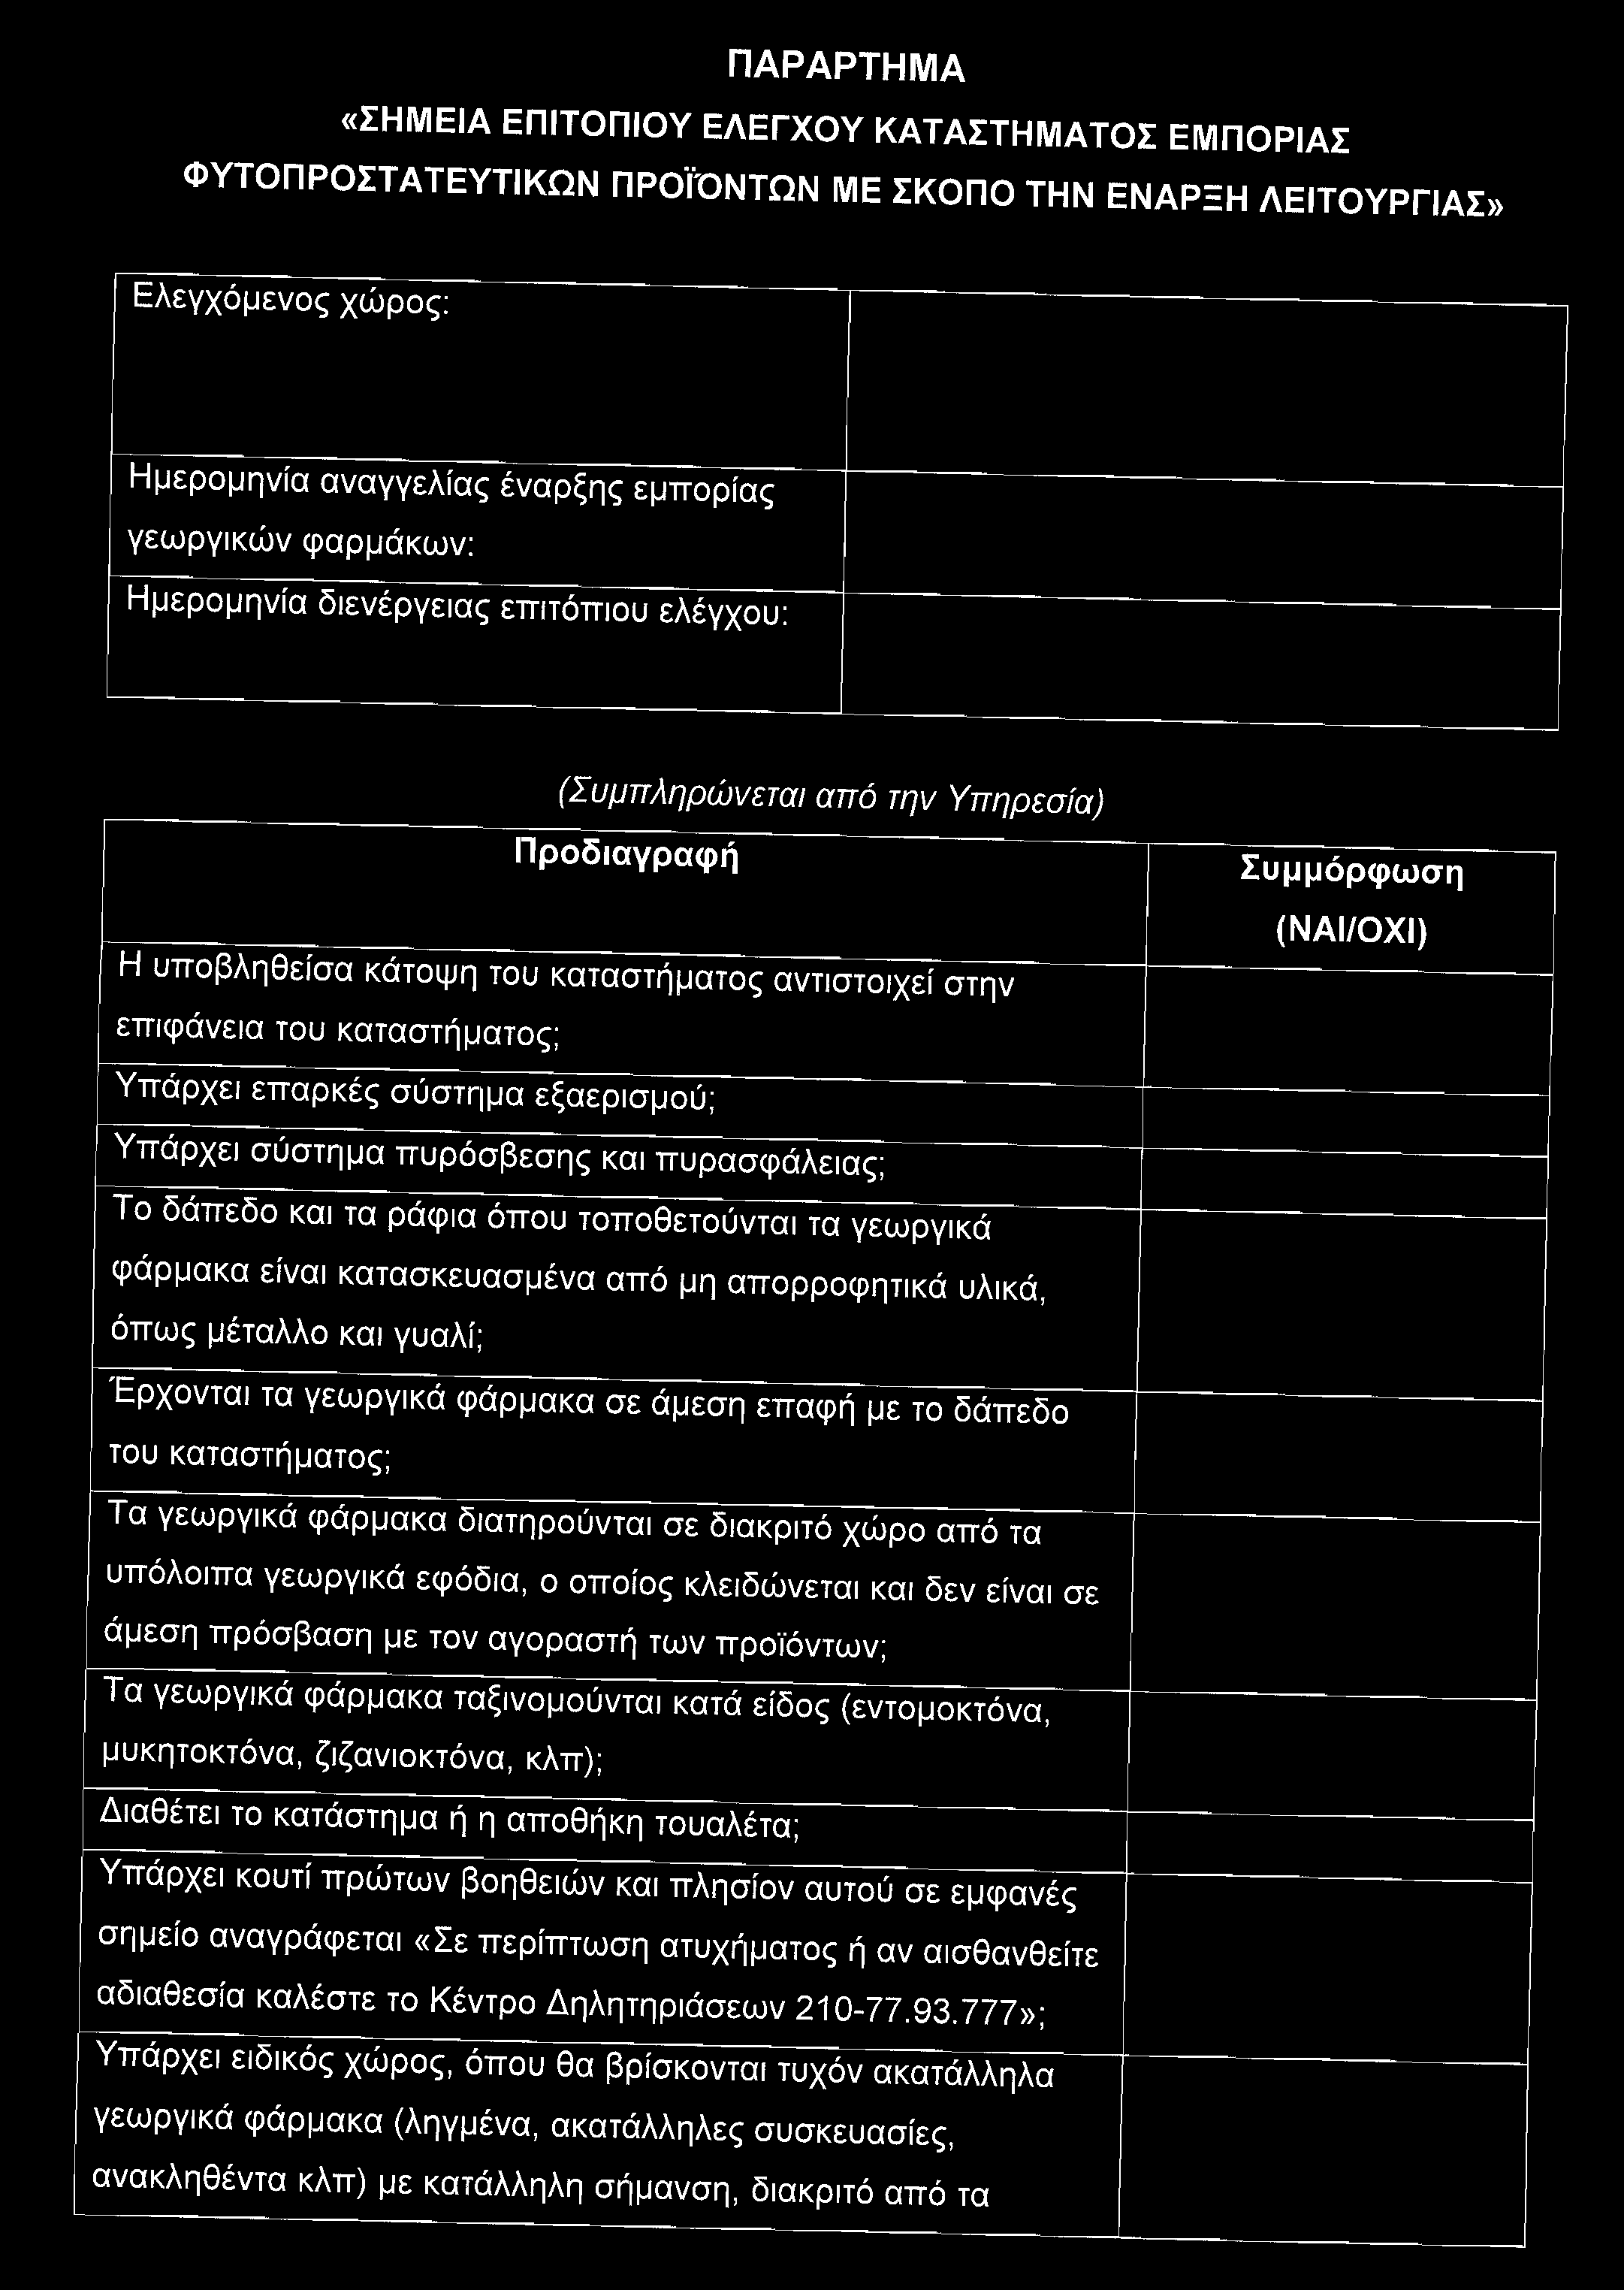 ΠΑΡΑΡΤΗΜΑ
«ΣΗΜΕΙΑ ΕΠΙΤΟΠΙΟΥ ΕΛΕΓΧΟΥ ΚΑΤΑΣΤΗΜΑΤΟΣ ΕΜΠΟΡΙΑΣ
ΦΥΤΟΠΡΟΣΤΑΤΕΥΤΙΚΩΝ ΠΡΟΪΌΝΤΩΝ ΜΕ ΣΚΟΠΟ ΤΗΝ ΕΝΑΡΞΗ ΛΕΙΤΟΥΡΓΙΑΣ»
Ελεγχόμενος χώρος:
Ημερομηνία αναγγελίας έναρξης εμπορίας
γεωργικών φαρμάκων:
Ημερομηνία διενέργειας επιτόπιου ελέγχου:
(Συμπληρώνεται από την Υπηρεσία)
Προδιαγραφή
Συμμόρφωση
(ΝΑΙ/ΟΧΙ)
Η υποβληθείσα κάτοψη του καταστήματος αντιστοιχεί στην
επιφάνεια του καταστήματος;
Υπάρχει επαρκές σύστημα εξαερισμού;
Υπάρχει σύστημα πυρόσβεσης και πυρασφάλειας;
Το δάπεδο και τα ράφια όπου τοποθετούνται τα γεωργικά
φάρμακα είναι κατασκευασμένα από μη απορροφητικά υλικά,
όπως μέταλλο και γυαλί;
Έρχονται τα γεωργικά φάρμακα σε άμεση επαφή με το δάπεδο
του καταστήματος;
Τα γεωργικά φάρμακα διατηρούνται σε διακριτό χώρο από τα
υπόλοιπα γεωργικά εφόδια, ο οποίος κλειδώνεται και δεν είναι σε
άμεση πρόσβαση με τον αγοραστή των προϊόντων;
Τα γεωργικά φάρμακα ταξινομούνται κατά είδος (εντομοκτόνα,
μυκητοκτόνα, ζιζανιοκτόνα, κλπ);
Διαθέτει το κατάστημα ή η αποθήκη τουαλέτα;
Υπάρχει κουτί πρώτων βοηθειών και πλησίον αυτού σε εμφανές
σημείο αναγράφεται «Σε περίπτωση ατυχήματος ή αν αισθανθείτε
αδιαθεσία καλέστε το Κέντρο Δηλητηριάσεων 210-77.93.777»;
Υπάρχει ειδικός χώρος, όπου θα βρίσκονται τυχόν ακατάλληλα
γεωργικά φάρμακα (ληγμένα, ακατάλληλες συσκευασίες,
ανακληθέντα κλπ) με κατάλληλη σήμανση, διακριτό από τα